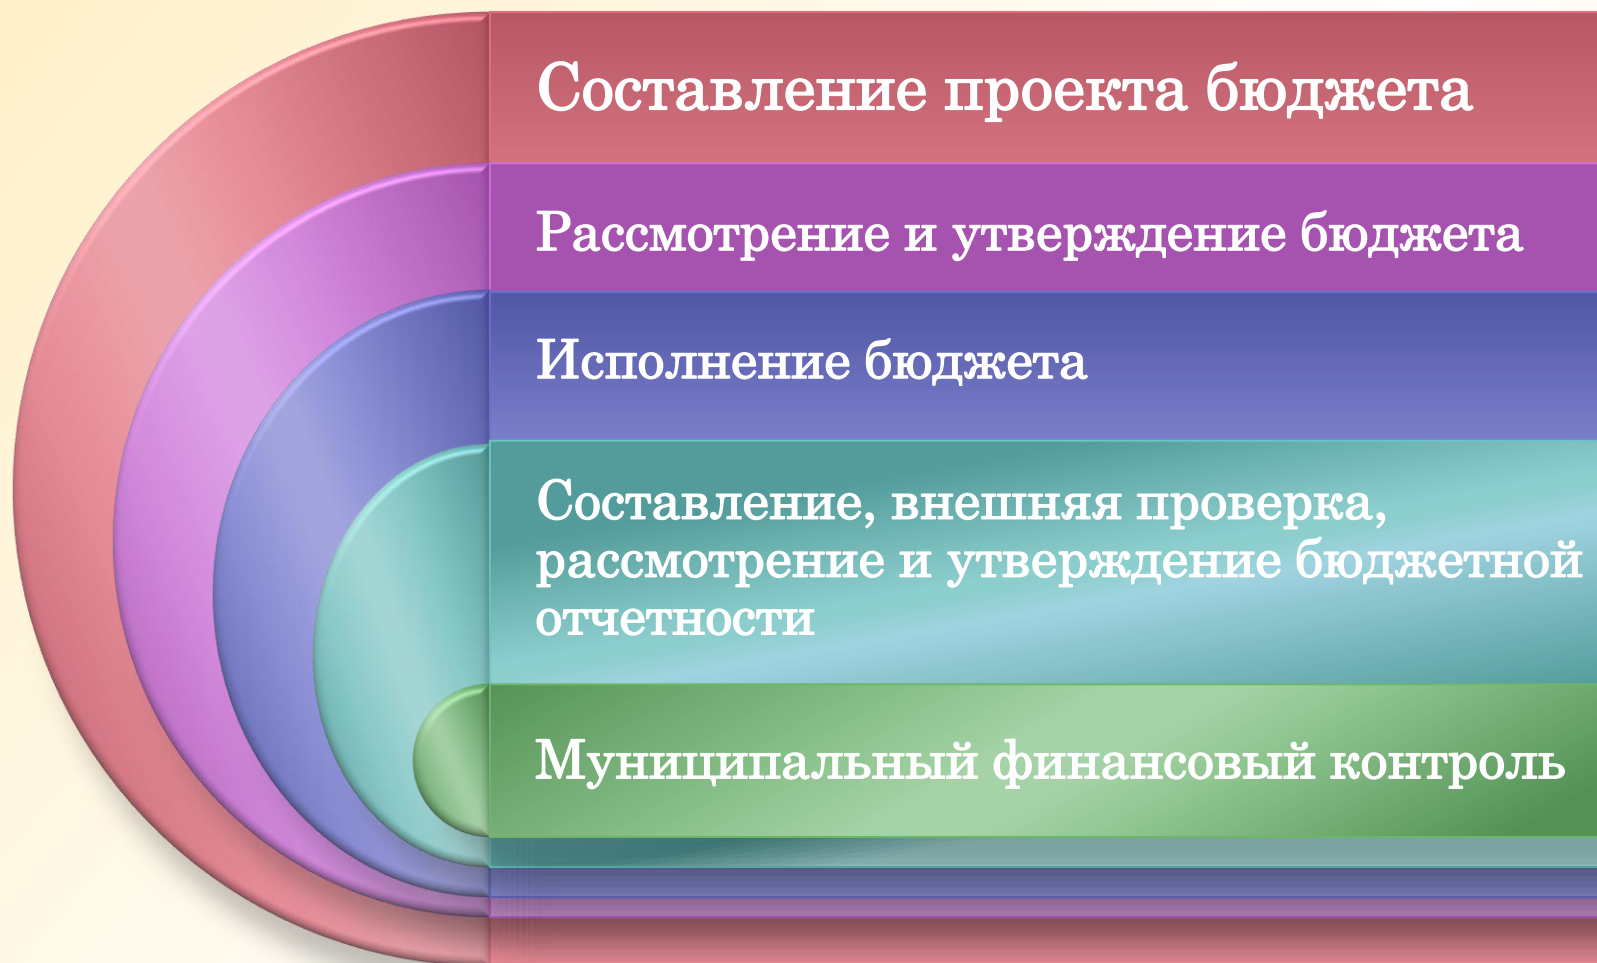 Составление проекта бюджета
Рассмотрение и утверждение бюджета
Исполнение бюджета
Составление, внешняя проверка,
рассмотрение и утверждение бюджетной
отчетности
Муниципальный финансовый контроль